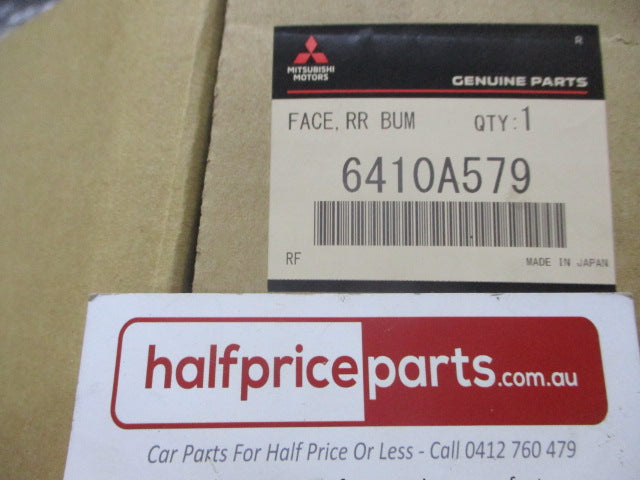 MITSUBISHI
MOTORS
GENUINE PARTS
FACE, RR BUM QTY:1
6410A579
RF MADE IN JAPAN
halfpriceparts.com.au
Car Parts For Half Price Or Less - Call 0412 760 479